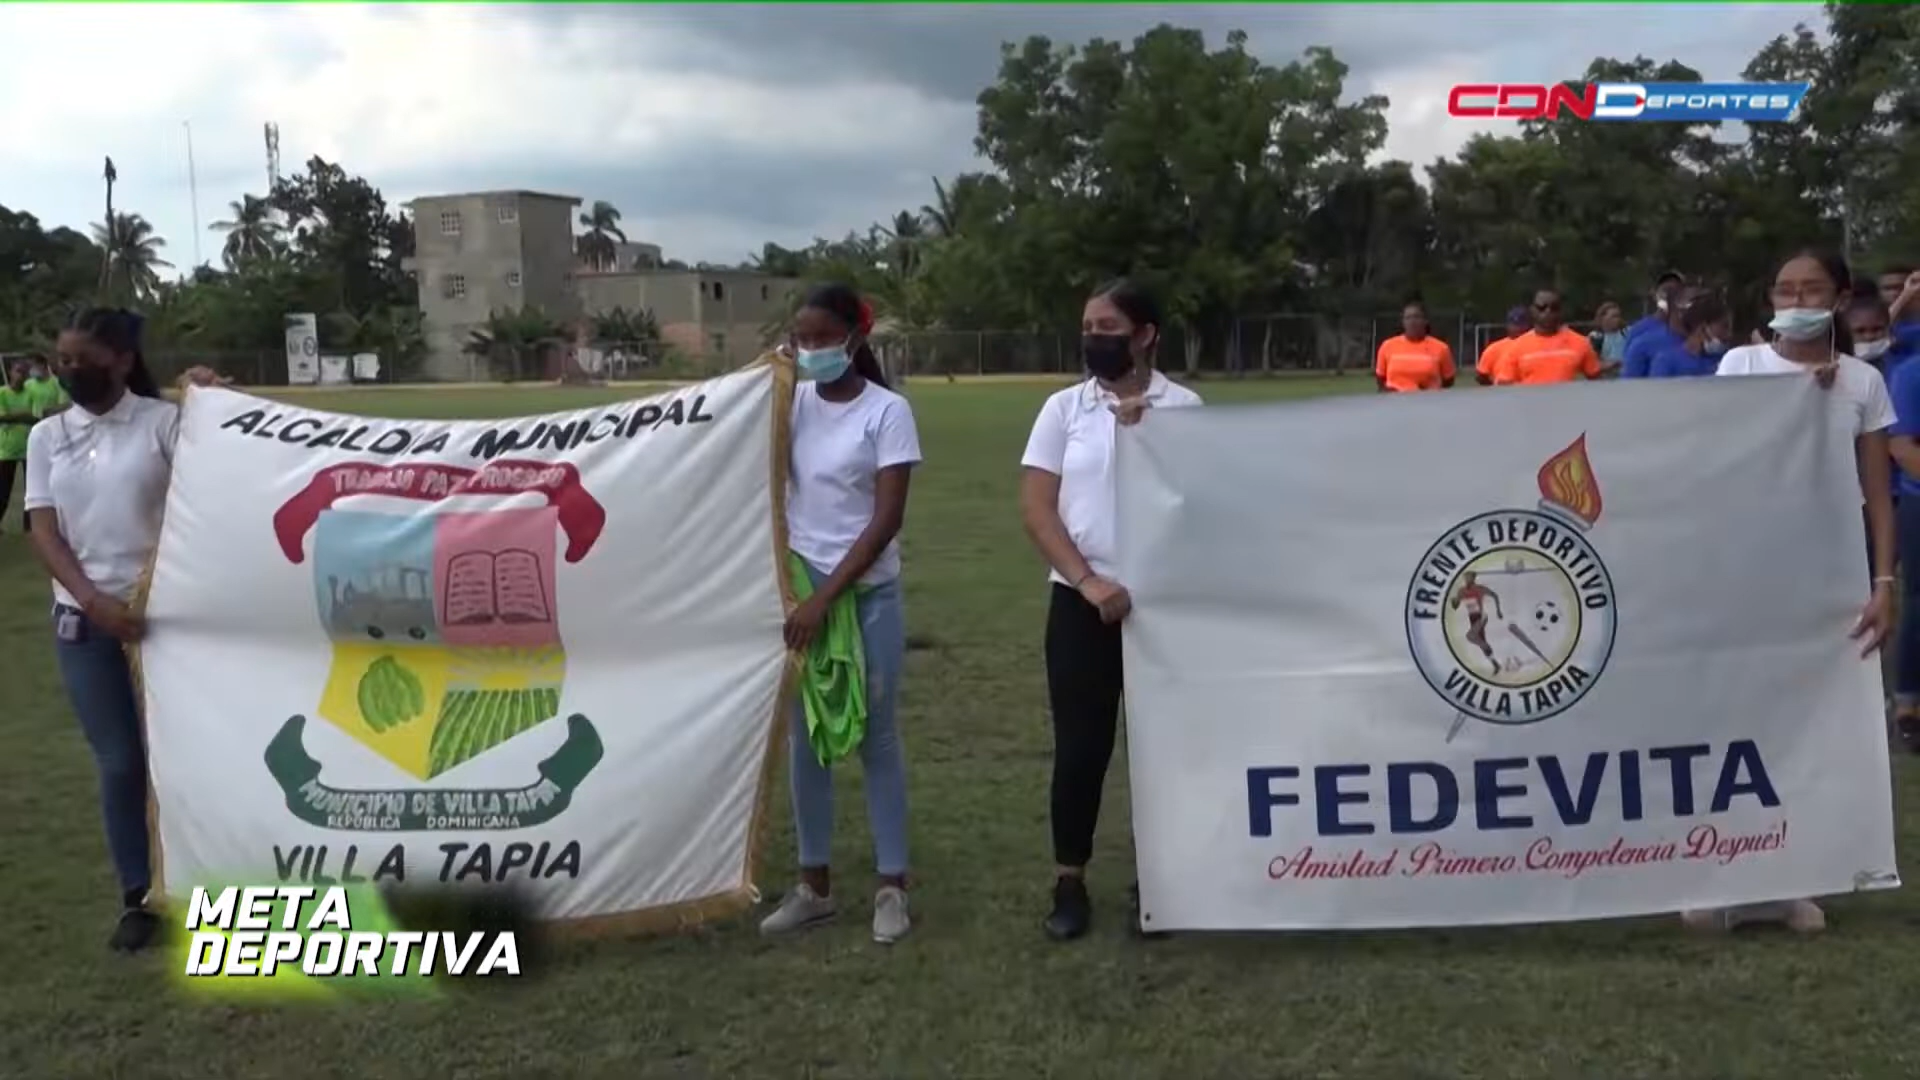 CDN DEPORTES
ALCALDIA MUNICIPAL
TRABAJO PAZ PROGRESO
MUNICIPIO DE VILLA TAPIA
REPUBLICA DOMINICANA
VILLA TAPIA
FRENTE DEPORTIVO
VILLA TAPIA
FEDEVITA
Amistad Primero, Competencia Después!
META
DEPORTIVA